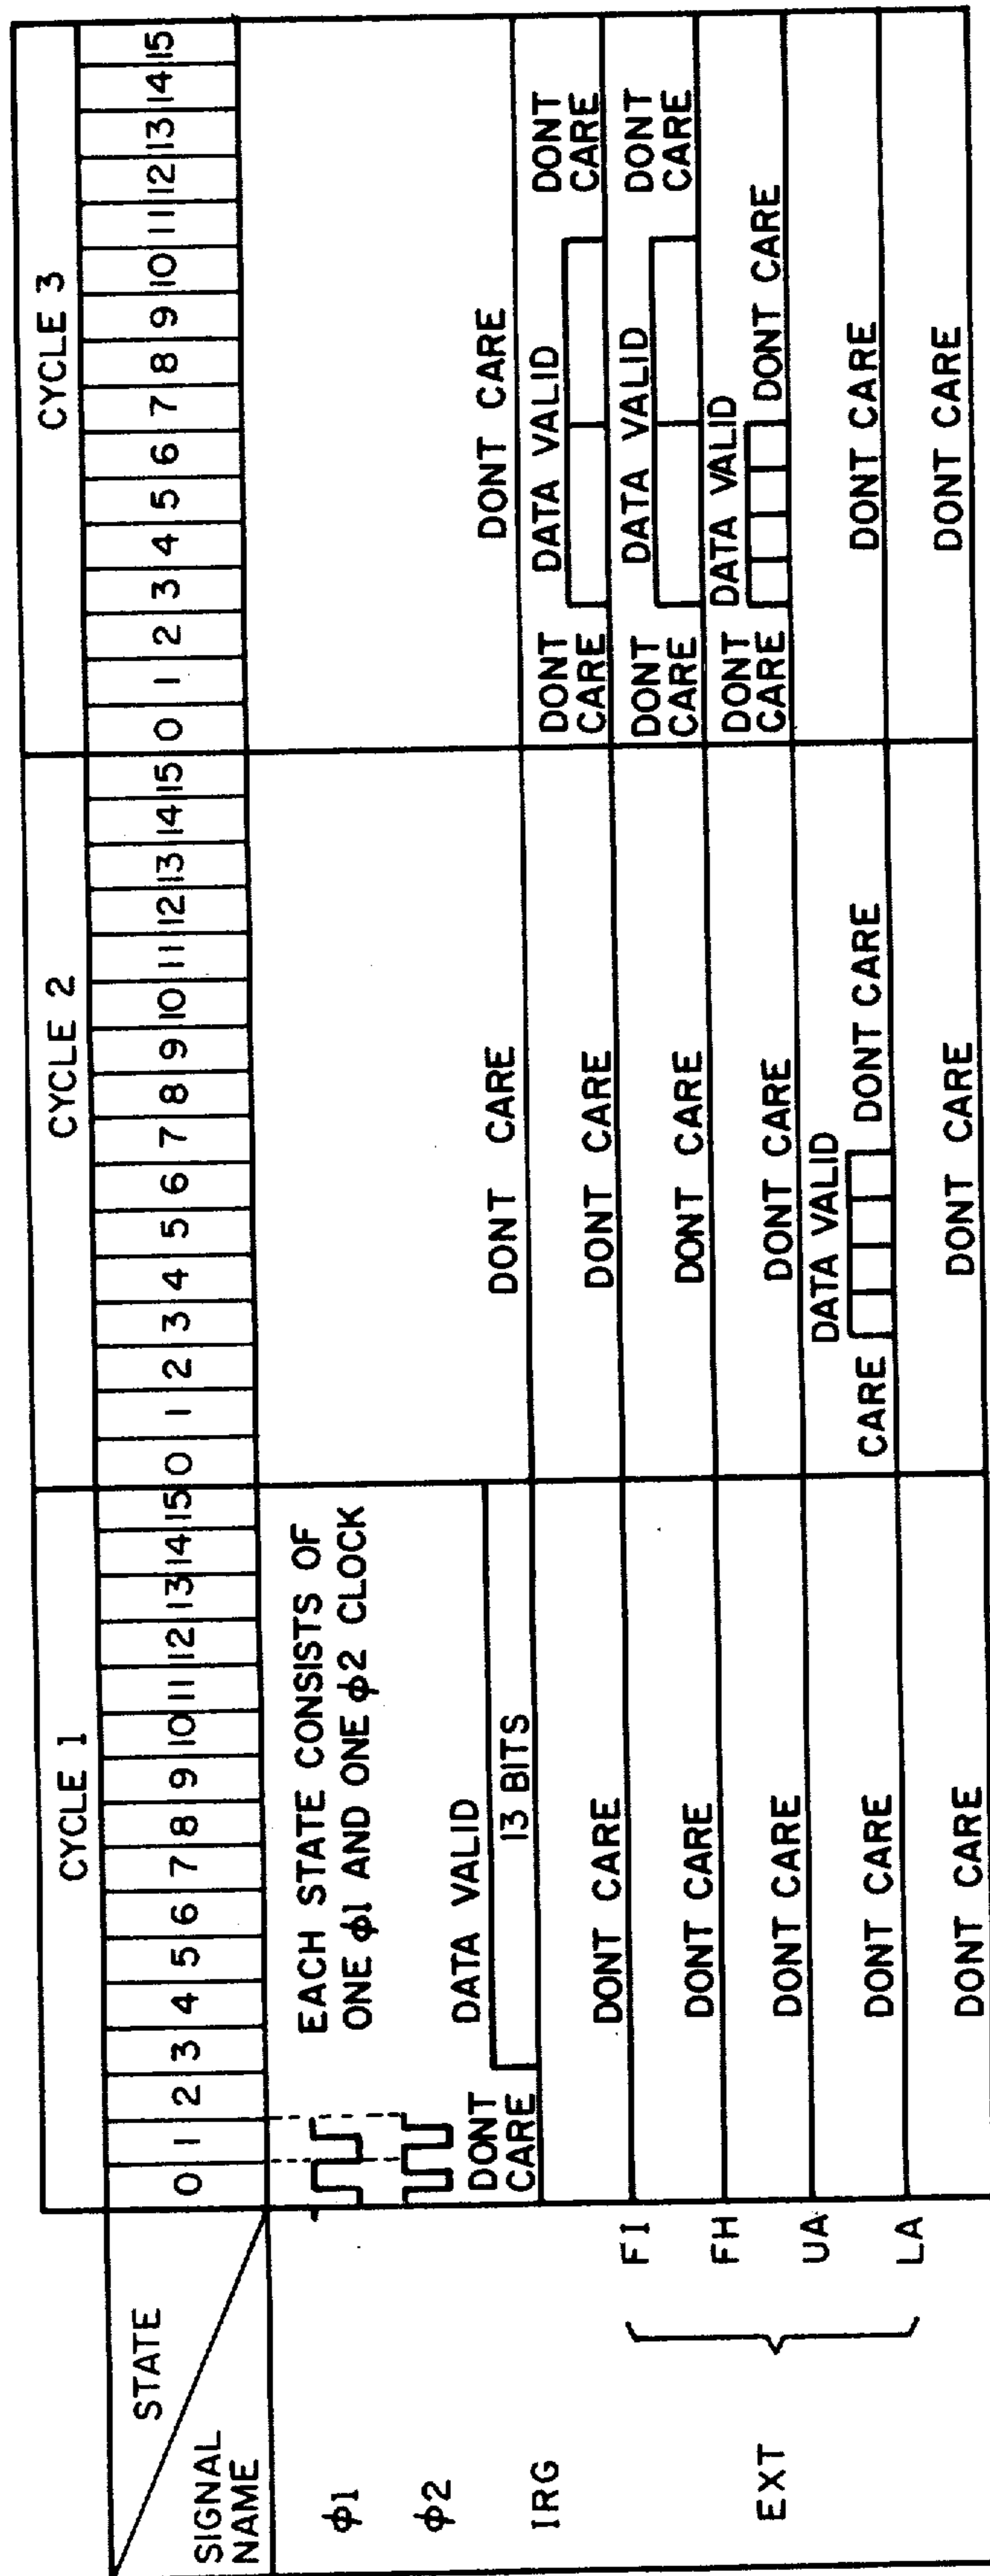 CYCLE 1
CYCLE 2
CYCLE 3
STATE
0 1 2 3 4 5 6 7 8 9 10 11 12 13 14 15
0 1 2 3 4 5 6 7 8 9 10 11 12 13 14 15
0 1 2 3 4 5 6 7 8 9 10 11 12 13 14 15
SIGNAL
NAME
ϕ1
EACH STATE CONSISTS OF
ONE ϕ1 AND ONE ϕ2 CLOCK
ϕ2
IRG
DONT
CARE
DATA VALID
13 BITS
DONT CARE
DONT CARE
EXT
FI
DONT CARE
DONT CARE
DONT
CARE
DATA VALID
DONT
CARE
FH
DONT CARE
DONT CARE
DONT
CARE
DATA VALID
DONT
CARE
UA
DONT CARE
DONT CARE
DONT
CARE
DATA VALID
DONT CARE
LA
DONT CARE
CARE
DATA VALID
DONT CARE
DONT CARE
DONT CARE
DONT CARE
DONT CARE